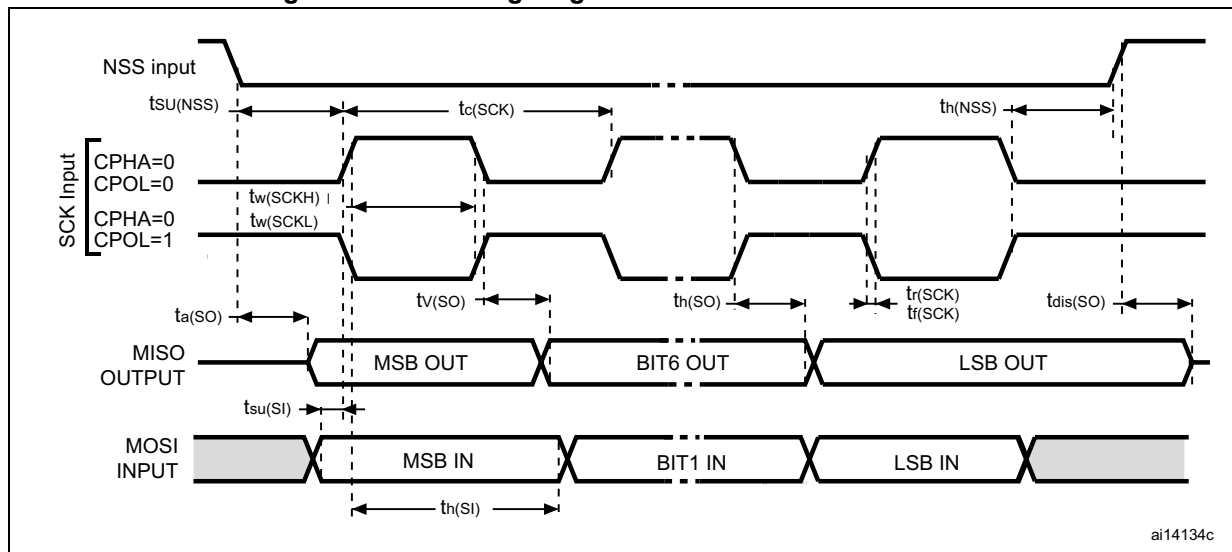 NSS input
tSU(NSS)
tc(SCK)
th(NSS)
SCK Input
CPHA=0
CPOL=0
tw(SCKH)
tw(SCKL)
CPHA=0
CPOL=1
ta(SO)
tV(SO)
th(SO)
tr(SCK)
tf(SCK)
tdis(SO)
MISO
OUTPUT
MSB OUT
BIT6 OUT
LSB OUT
tsu(SI)
MOSI
INPUT
MSB IN
BIT1 IN
LSB IN
th(SI)
ai14134c